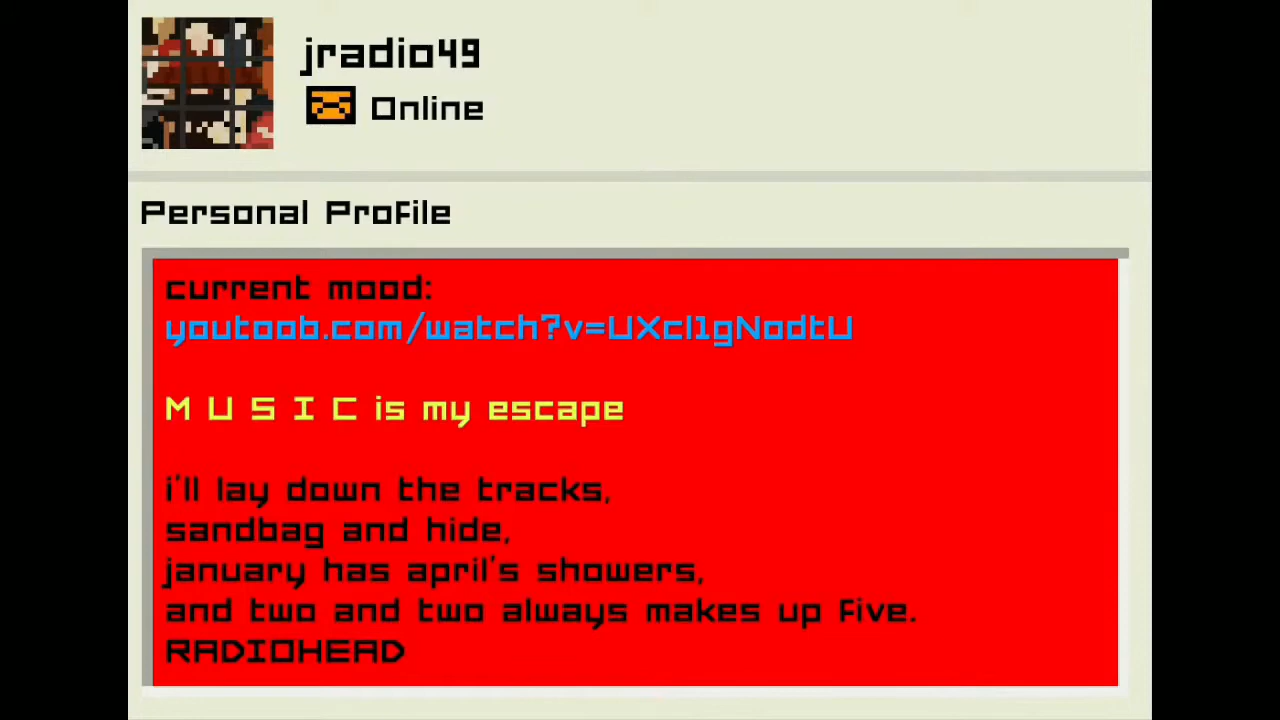 jradio49
Online
Personal Profile
current mood:
youtoob.com/watch?v=UXcl1gNodtU
M U S I C is my escape
i'll lay down the tracks,
sandbag and hide,
january has april's showers,
and two and two always makes up five.
RADIOHEAD